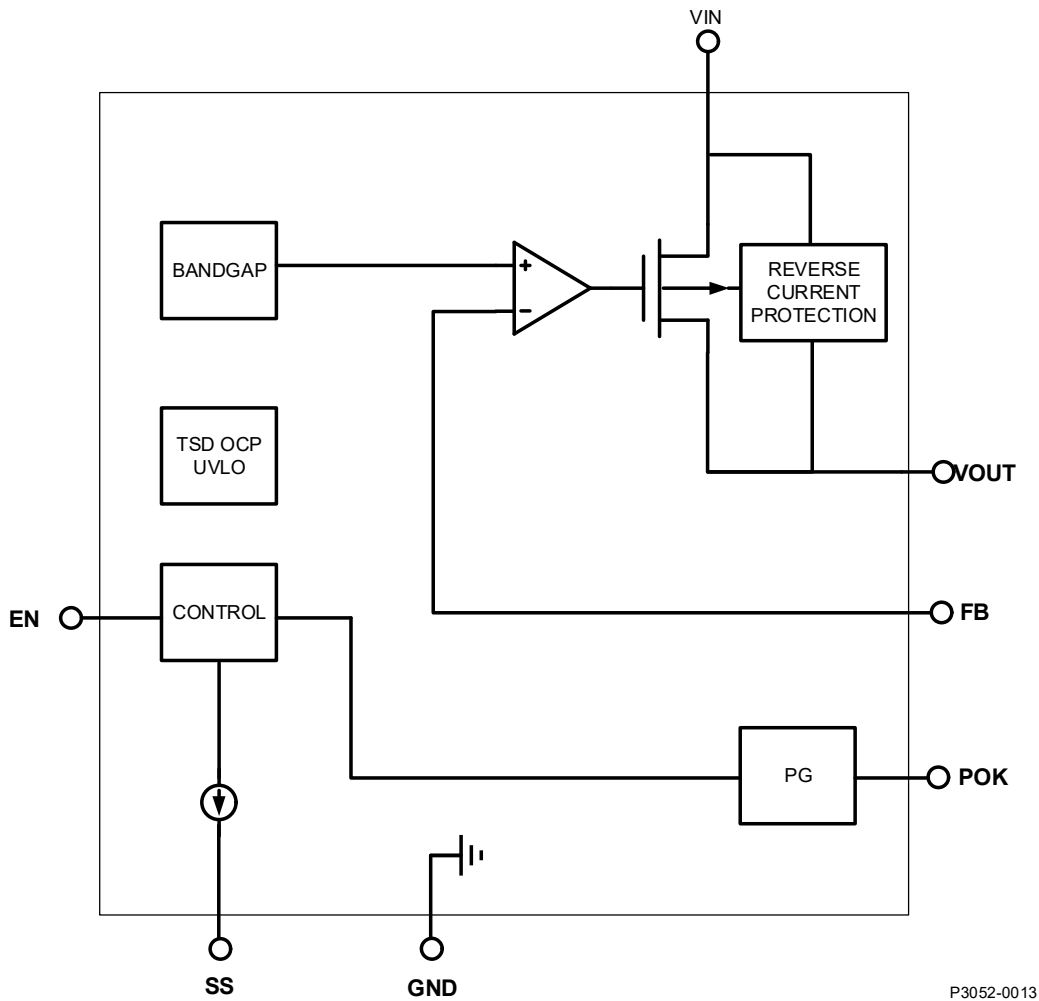 VIN
BANDGAP
+
-
REVERSE
CURRENT
PROTECTION
TSD OCP
UVLO
VOUT
EN
CONTROL
FB
PG
POK
SS
GND
P3052-0013